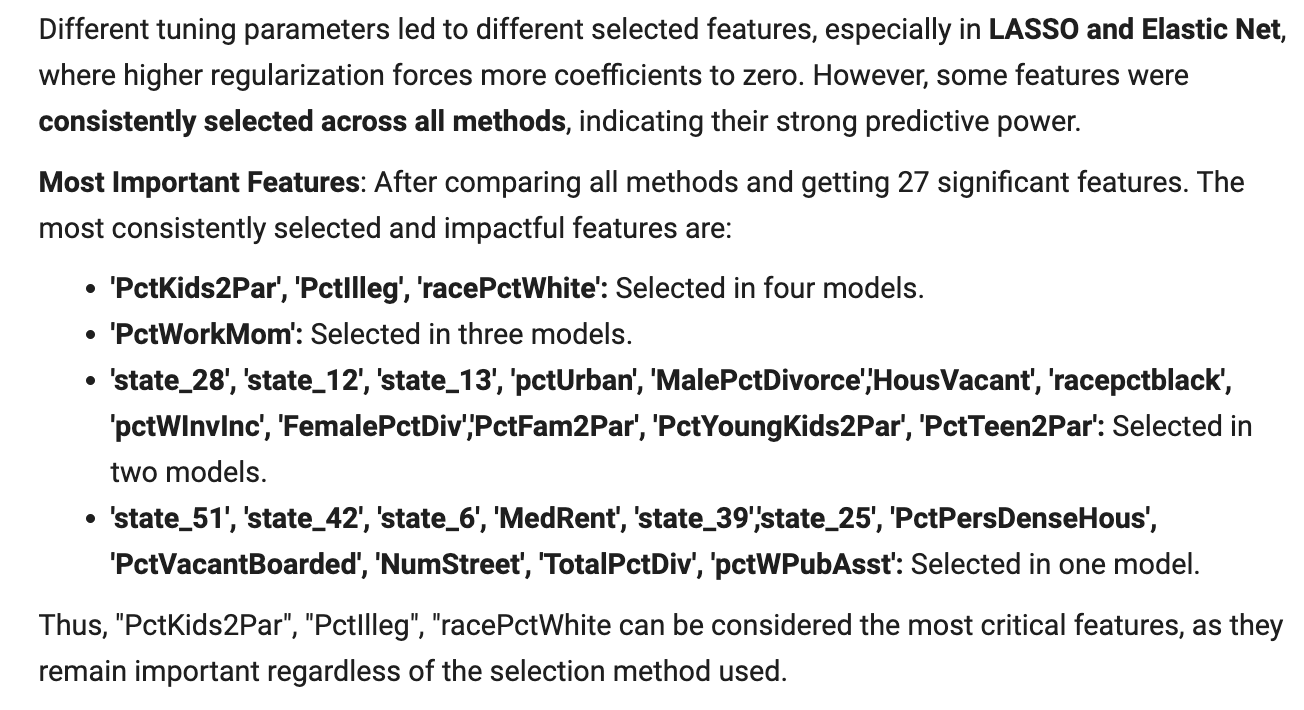 Different tuning parameters led to different selected features, especially in LASSO and Elastic Net,
where higher regularization forces more coefficients to zero. However, some features were
consistently selected across all methods, indicating their strong predictive power.
Most Important Features: After comparing all methods and getting 27 significant features. The
most consistently selected and impactful features are:
• 'PctKids2Par', 'PctIlleg', 'racePctWhite': Selected in four models.
• 'PctWorkMom': Selected in three models.
• 'state_28', 'state_12', 'state_13', 'pctUrban', 'MalePctDivorce','HousVacant', 'racepctblack',
'pctWInvInc', 'FemalePctDiv','PctFam2Par', 'PctYoungKids2Par', 'PctTeen2Par': Selected in
two models.
• 'state_51', 'state_42', 'state_6', 'MedRent', 'state_39','state_25', 'PctPersDenseHous',
'PctVacantBoarded', 'NumStreet', 'TotalPctDiv', 'pctWPubAsst': Selected in one model.
Thus, "PctKids2Par", "PctIlleg", "racePctWhite can be considered the most critical features, as they
remain important regardless of the selection method used.